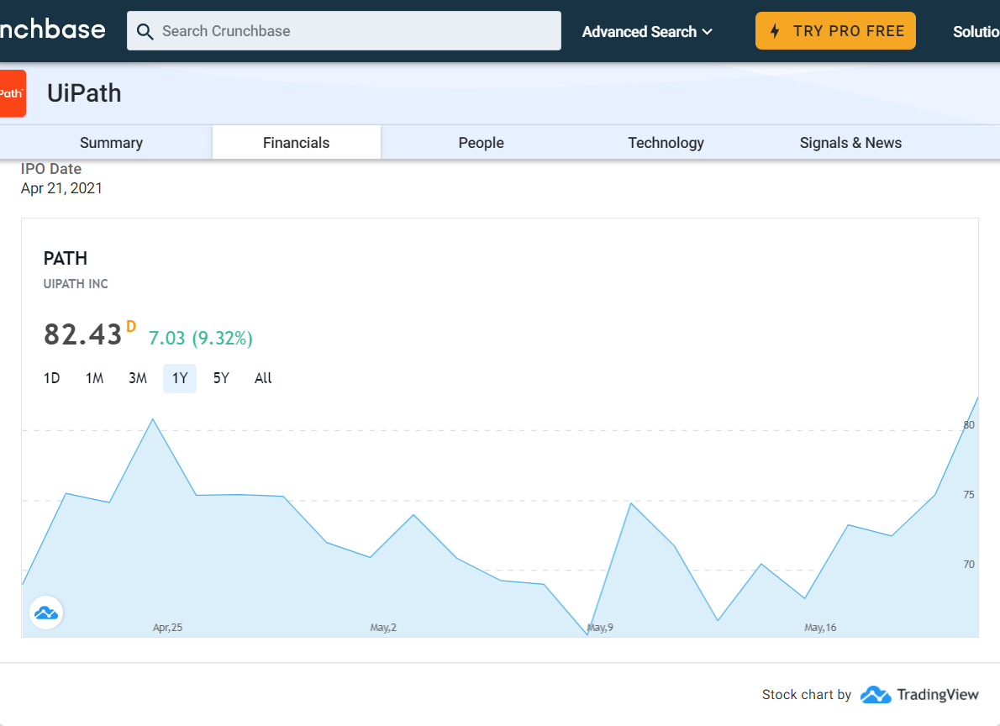 nchbase
Search Crunchbase
Advanced Search
TRY PRO FREE
Solutio
Path
UiPath
Summary
Financials
People
Technology
Signals & News
IPO Date
Apr 21, 2021
PATH
UIPATH INC
82.43 D 7.03 (9.32%)
1D 1M 3M 1Y 5Y All
80
75
70
Apr,25 May,2 May,9 May,16
Stock chart by TradingView